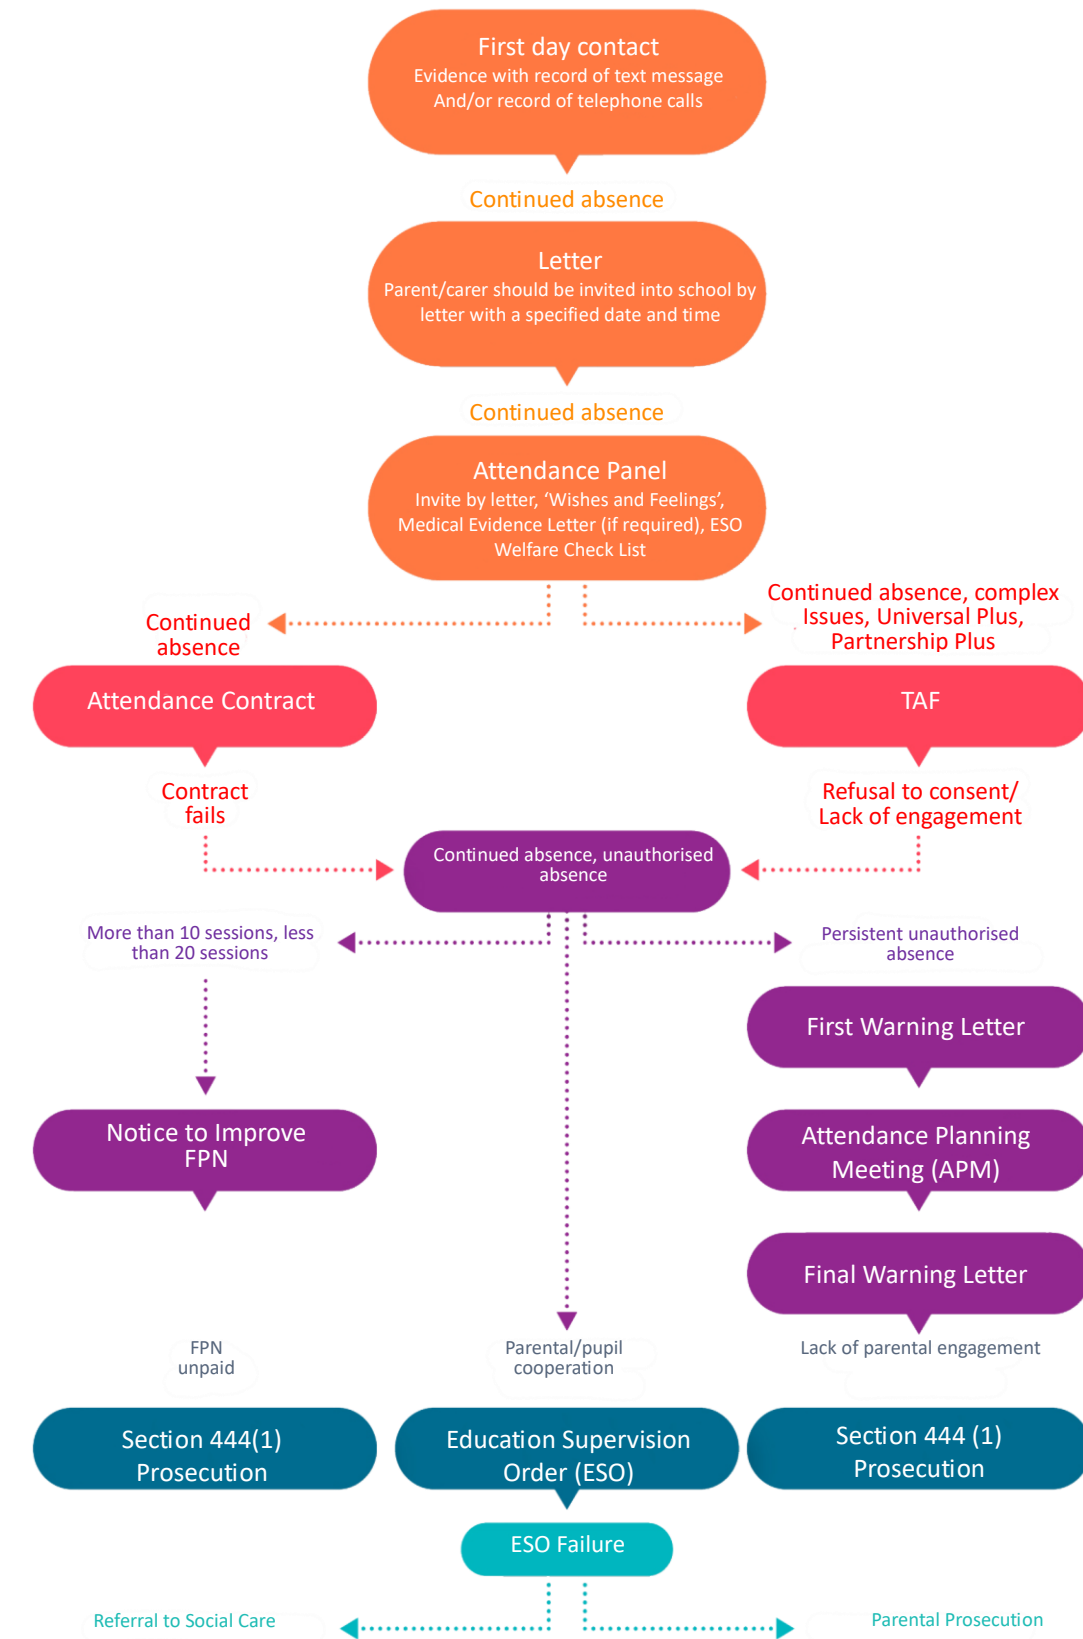 First day contact
Evidence with record of text message
And/or record of telephone calls
Continued absence
Letter
Parent/carer should be invited into school by
letter with a specified date and time
Continued absence
Attendance Panel
Invite by letter, ‘Wishes and Feelings’,
Medical Evidence Letter (if required), ESO
Welfare Check List
Continued
absence
Continued absence, complex
Issues, Universal Plus,
Partnership Plus
Attendance Contract
TAF
Contract
fails
Refusal to consent/
Lack of engagement
Continued absence, unauthorised
absence
More than 10 sessions, less
than 20 sessions
Persistent unauthorised
absence
First Warning Letter
Notice to Improve
FPN
Attendance Planning
Meeting (APM)
Final Warning Letter
FPN
unpaid
Parental/pupil
cooperation
Lack of parental engagement
Section 444(1)
Prosecution
Education Supervision
Order (ESO)
Section 444 (1)
Prosecution
ESO Failure
Referral to Social Care
Parental Prosecution